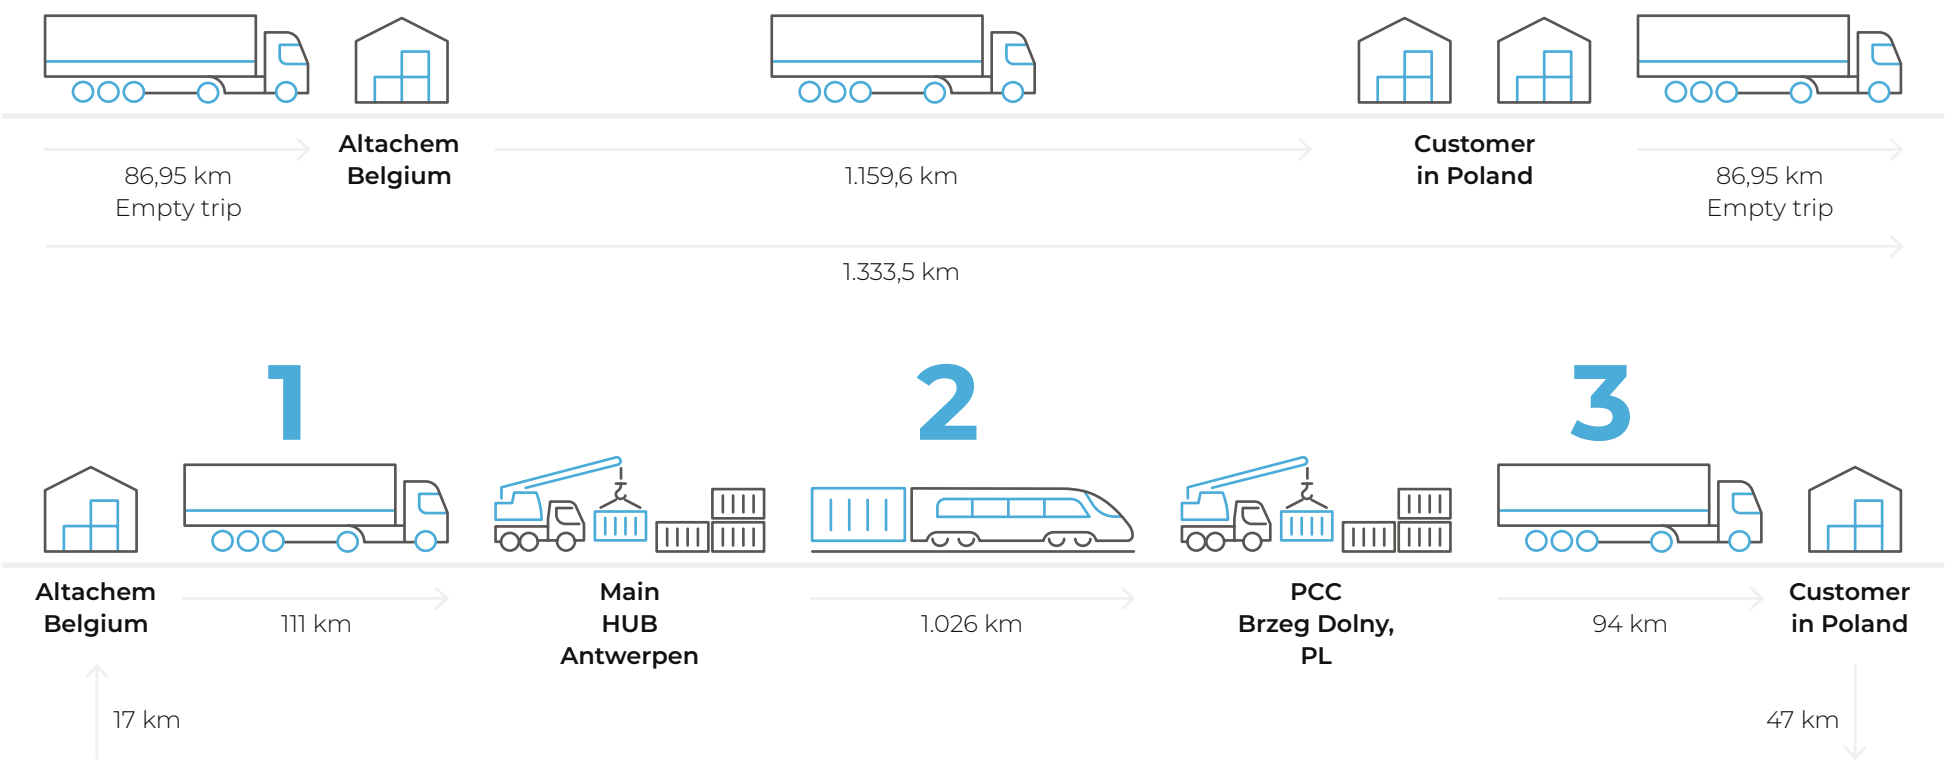 Altachem
Belgium
86,95 km
Empty trip
1.159,6 km
Customer
in Poland
86,95 km
Empty trip
1.333,5 km
1
2
3
Altachem
Belgium
111 km
Main
HUB
Antwerpen
1.026 km
PCC
Brzeg Dolny,
PL
94 km
Customer
in Poland
17 km
47 km